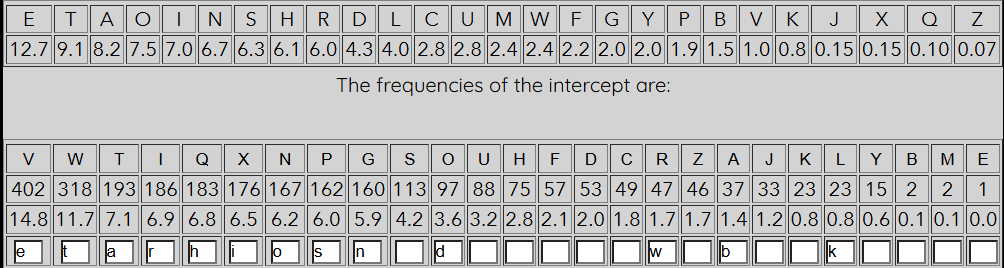 E T A O I N S H R D L C U M W F G Y P B V K J X Q Z
12.7 9.1 8.2 7.5 7.0 6.7 6.3 6.1 6.0 4.3 4.0 2.8 2.8 2.4 2.4 2.2 2.0 2.0 1.9 1.5 1.0 0.8 0.15 0.15 0.10 0.07
The frequencies of the intercept are:
V W T I Q X N P G S O U H F D C R Z A J K L Y B M E
402 318 193 186 183 176 167 162 160 113 97 88 75 57 53 49 47 46 37 33 23 23 15 2 2 1
14.8 11.7 7.1 6.9 6.8 6.5 6.2 6.0 5.9 4.2 3.6 3.2 2.8 2.1 2.0 1.8 1.7 1.7 1.4 1.2 0.8 0.8 0.6 0.1 0.1 0.0
e t a r h i o s n d w b k